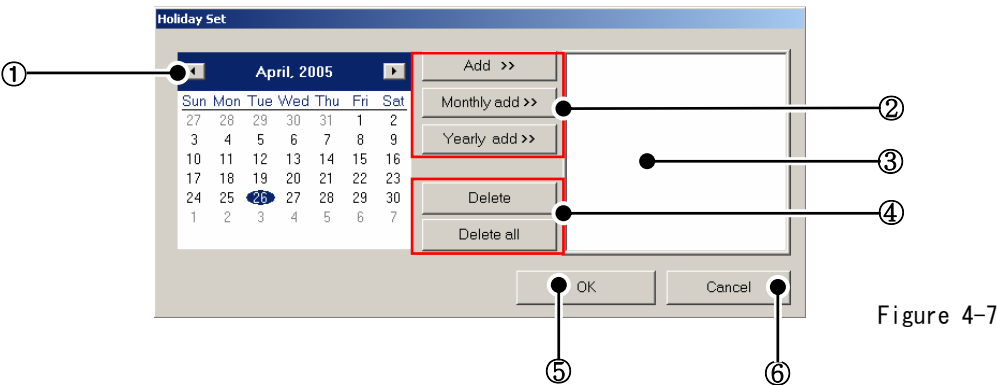 Holiday Set
①
April, 2005
Sun Mon Tue Wed Thu Fri Sat
27 28 29 30 31 1 2
3 4 5 6 7 8 9
10 11 12 13 14 15 16
17 18 19 20 21 22 23
24 25 26 27 28 29 30
1 2 3 4 5 6 7
Add >>
Monthly add >>
Yearly add >>
②
③
Delete
Delete all
④
OK
Cancel
Figure 4-7
⑤
⑥